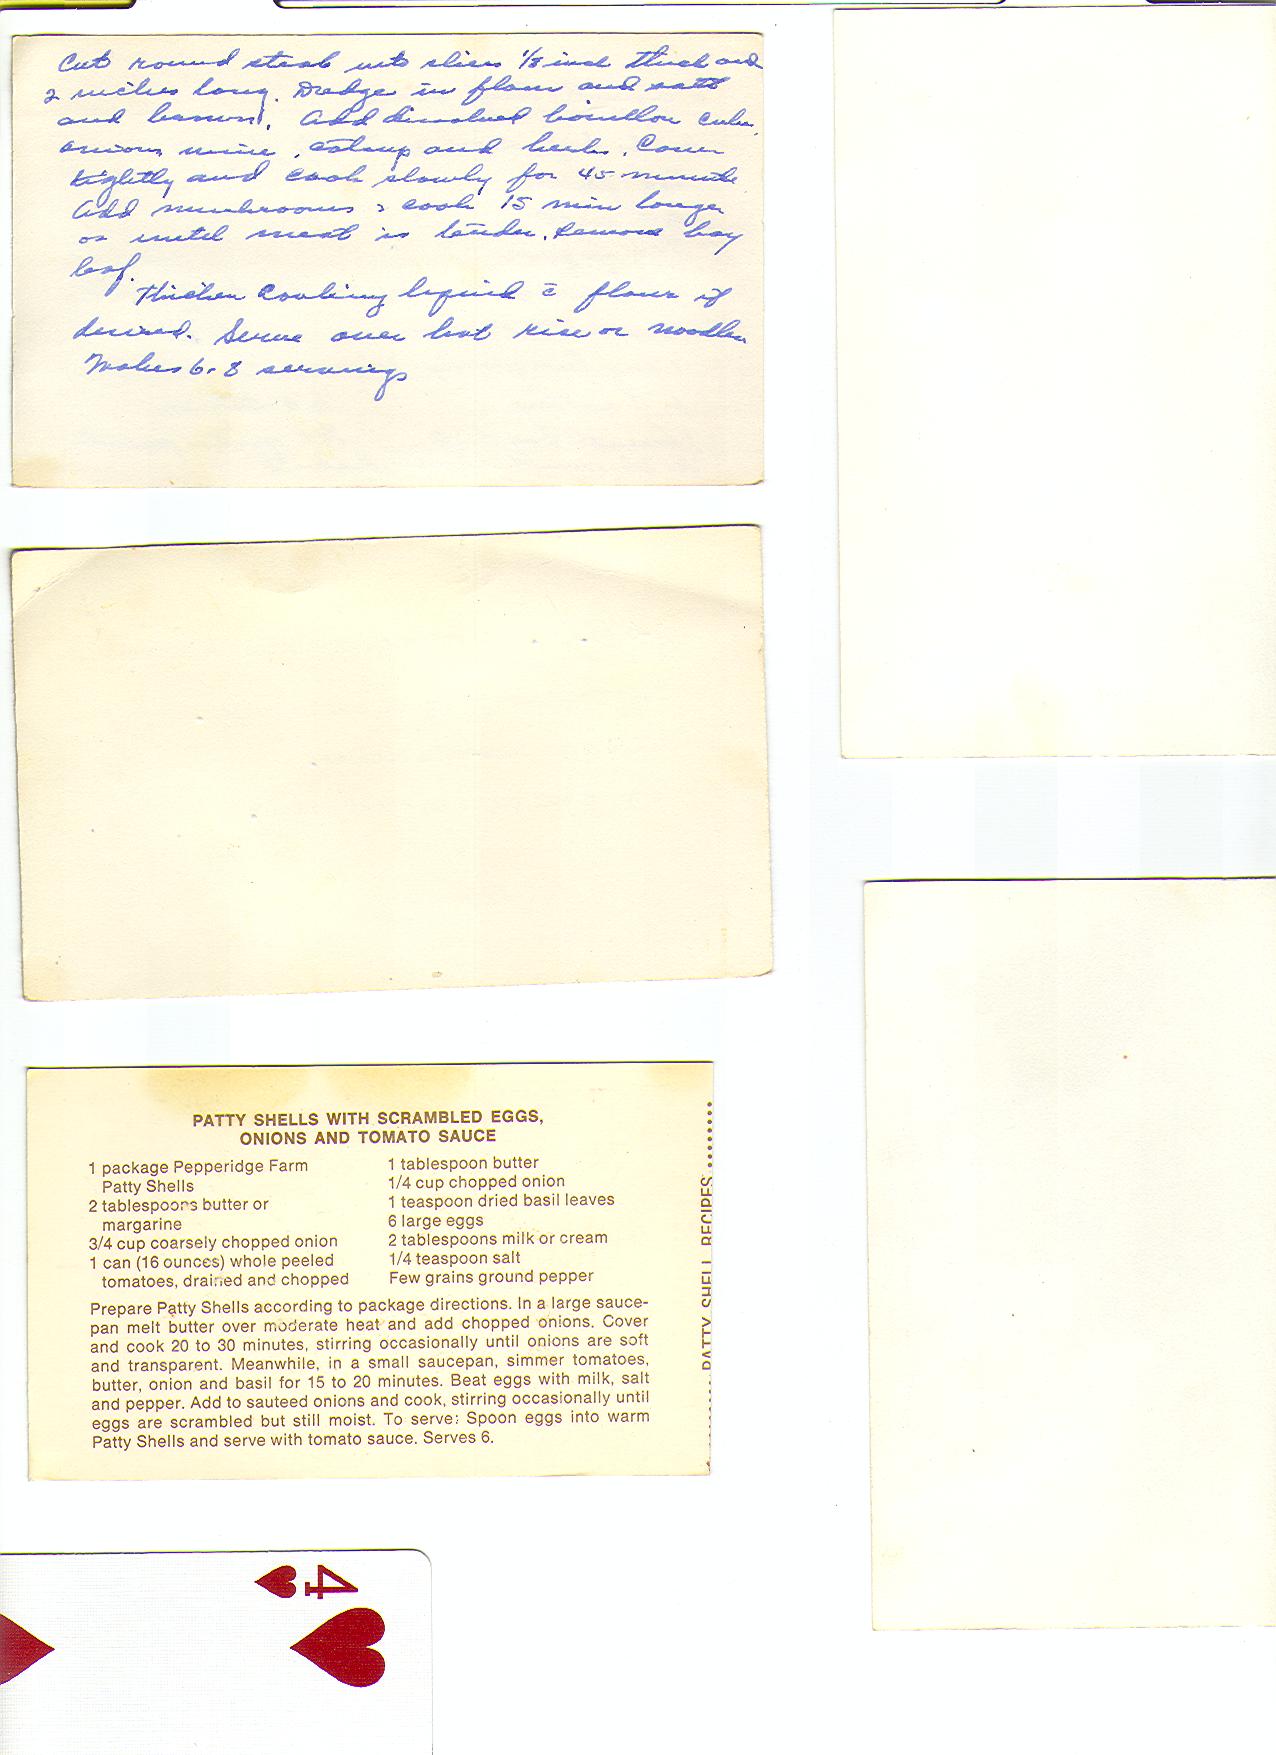 Cut round steak into slices 1/8 inch thick and
2 inches long. Dredge in flour and salt
and brown. Add dissolved bouillon cube,
onions, wine, catsup and herbs. Cover
tightly and cook slowly for 45 minute
Add mushrooms & cook 15 min longer
or until meat is tender. Remove bay
leaf.
Thicken cooking liquid c̄ flour if
desired. Serve over hot rice or noodles
Makes 6-8 servings
PATTY SHELLS WITH SCRAMBLED EGGS,
ONIONS AND TOMATO SAUCE
1 package Pepperidge Farm
Patty Shells
2 tablespoons butter or
margarine
3/4 cup coarsely chopped onion
1 can (16 ounces) whole peeled
tomatoes, drained and chopped
1 tablespoon butter
1/4 cup chopped onion
1 teaspoon dried basil leaves
6 large eggs
2 tablespoons milk or cream
1/4 teaspoon salt
Few grains ground pepper
Prepare Patty Shells according to package directions. In a large sauce-
pan melt butter over moderate heat and add chopped onions. Cover
and cook 20 to 30 minutes, stirring occasionally until onions are soft
and transparent. Meanwhile, in a small saucepan, simmer tomatoes,
butter, onion and basil for 15 to 20 minutes. Beat eggs with milk, salt
and pepper. Add to sauteed onions and cook, stirring occasionally until
eggs are scrambled but still moist. To serve: Spoon eggs into warm
Patty Shells and serve with tomato sauce. Serves 6.
PATTY SHELL RECIPES
4